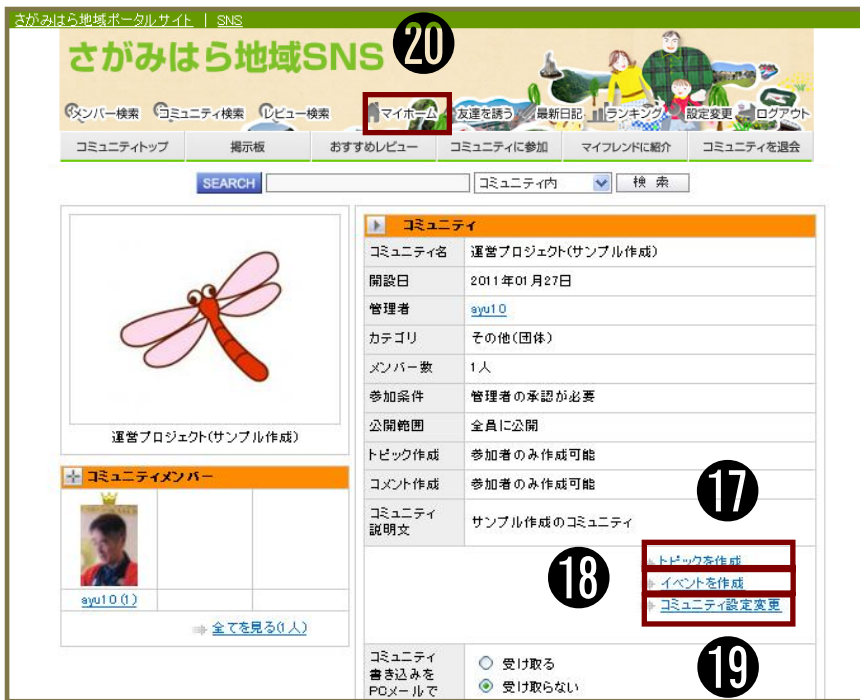 さがみはら地域ポータルサイト | SNS
さがみはら地域SNS
⓴
メンバー検索 コミュニティ検索 レビュー検索 マイホーム 友達を誘う 最新日記 ランキング 設定変更 ログアウト
コミュニティトップ 掲示板 おすすめレビュー コミュニティに参加 マイフレンドに紹介 コミュニティを退会
SEARCH コミュニティ内 検 索
運営プロジェクト(サンプル作成)
コミュニティメンバー
ayu10(1)
全てを見る(1人)
コミュニティ
コミュニティ名 運営プロジェクト(サンプル作成)
開設日 2011年01月27日
管理者 ayu10
カテゴリ その他(団体)
メンバー数 1人
参加条件 管理者の承認が必要
公開範囲 全員に公開
トピック作成 参加者のみ作成可能
コメント作成 参加者のみ作成可能
⓱
コミュニティ
説明文 サンプル作成のコミュニティ
トピックを作成
⓲
イベントを作成
コミュニティ設定変更
⓳
コミュニティ
書き込みを
PCメールで
受け取る
受け取らない